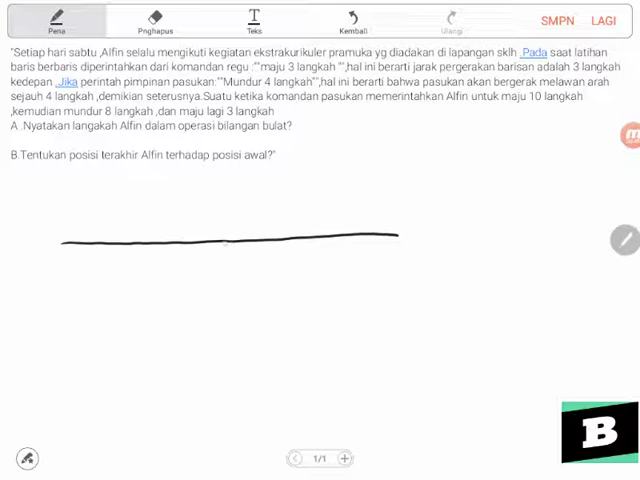 Pena Pnghapus Teks Kembali Ulangi SMPN LAGI
"Setiap hari sabtu ,Alfin selalu mengikuti kegiatan ekstrakurikuler pramuka yg diadakan di lapangan sklh .Pada saat latihan
baris berbaris diperintahkan dari komandan regu :""maju 3 langkah "",hal ini berarti jarak pergerakan barisan adalah 3 langkah
kedepan .Jika perintah pimpinan pasukan:""Mundur 4 langkah"",hal ini berarti bahwa pasukan akan bergerak melawan arah
sejauh 4 langkah ,demikian seterusnya.Suatu ketika komandan pasukan memerintahkan Alfin untuk maju 10 langkah
,kemudian mundur 8 langkah ,dan maju lagi 3 langkah
A .Nyatakan langakah Alfin dalam operasi bilangan bulat?
B.Tentukan posisi terakhir Alfin terhadap posisi awal?"
B
1/1